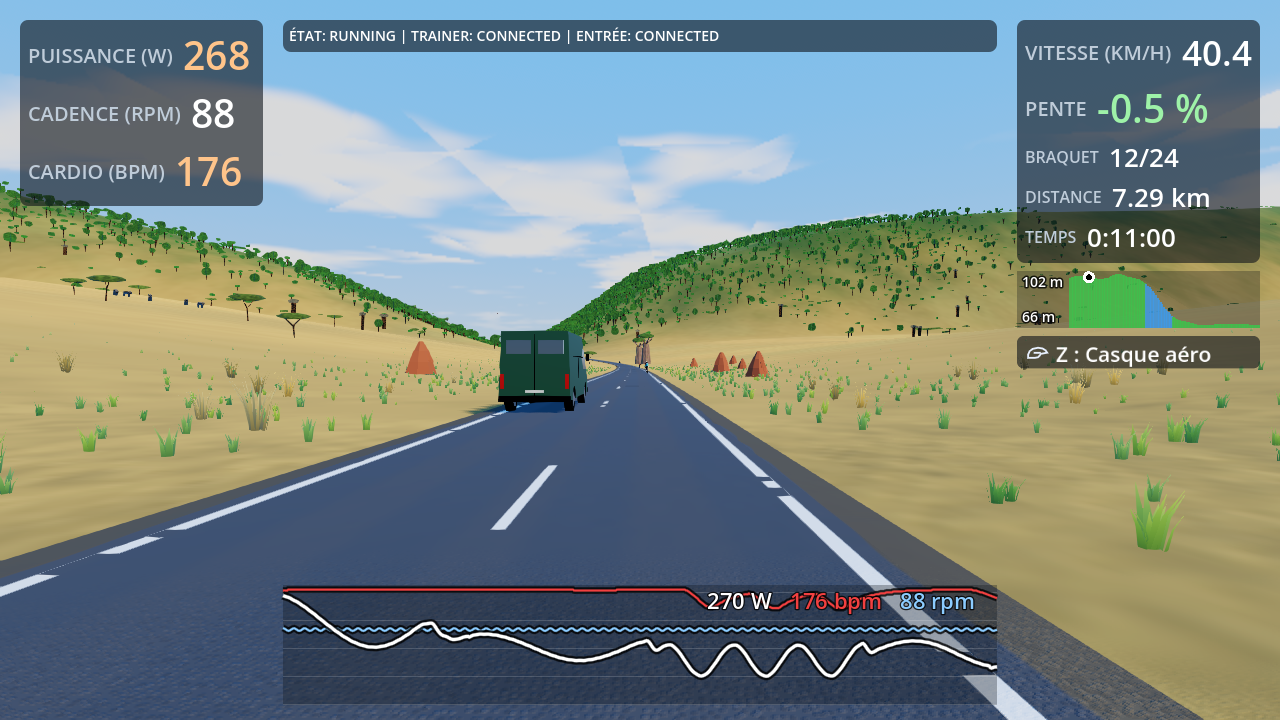 PUISSANCE (W) 268
CADENCE (RPM) 88
CARDIO (BPM) 176
ÉTAT: RUNNING | TRAINER: CONNECTED | ENTRÉE: CONNECTED
VITESSE (KM/H) 40.4
PENTE -0.5 %
BRAQUET 12/24
DISTANCE 7.29 km
TEMPS 0:11:00
102 m
66 m
Z : Casque aéro
270 W 176 bpm 88 rpm